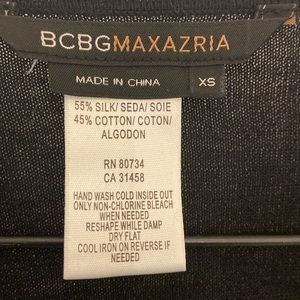 BCBGMAXAZRIA
MADE IN CHINA
XS
55% SILK/ SEDA/ SOIE
45% COTTON/ COTON/
ALGODON
RN 80734
CA 31458
HAND WASH COLD INSIDE OUT
ONLY NON-CHLORINE BLEACH
WHEN NEEDED
RESHAPE WHILE DAMP
DRY FLAT
COOL IRON ON REVERSE IF
NEEDED